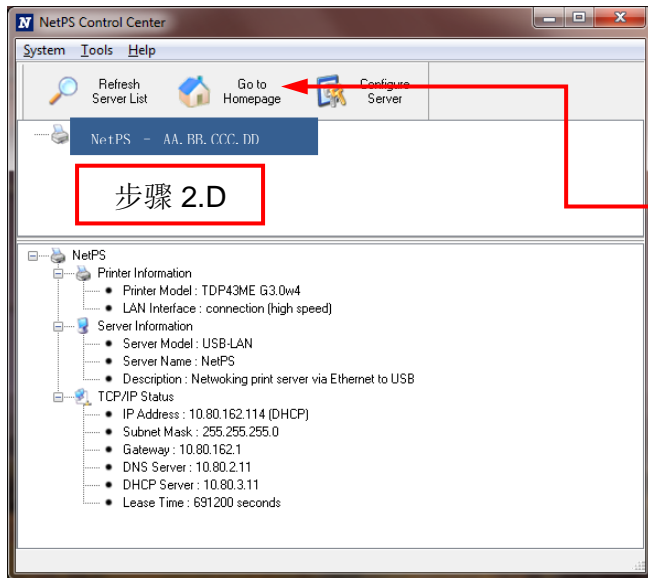 NetPS Control Center
System Tools Help
Refresh Server List
Go to Homepage
Configure Server
NetPS - AA.BB.CCC.DD
步骤 2.D
NetPS
Printer Information
Printer Model : TDP43ME G3.0w4
LAN Interface : connection (high speed)
Server Information
Server Model : USB-LAN
Server Name : NetPS
Description : Netwoking print server via Ethernet to USB
TCP/IP Status
IP Address : 10.80.162.114 (DHCP)
Subnet Mask : 255.255.255.0
Gateway : 10.80.162.1
DNS Server : 10.80.2.11
DHCP Server : 10.80.3.11
Lease Time : 691200 seconds